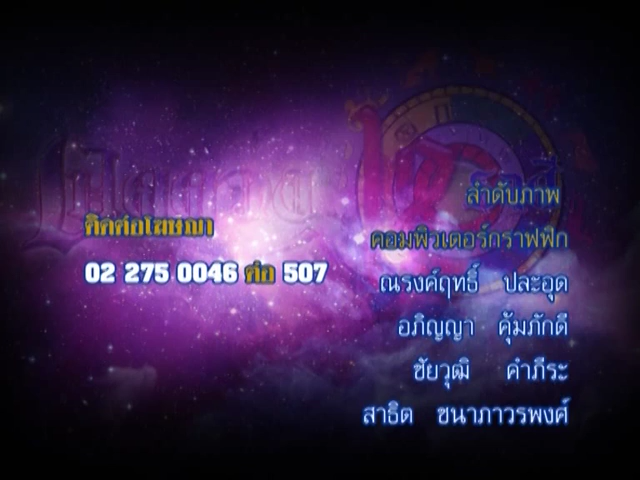 ติดต่อโฆษณา
02 275 0046 ต่อ 507
ลำดับภาพ
คอมพิวเตอร์กราฟฟิก
ณรงค์ฤทธิ์ ปละอุด
อภิญญา คุ้มภักดี
ชัยวุฒิ คำภีระ
สาธิต ชนาภาวรพงศ์